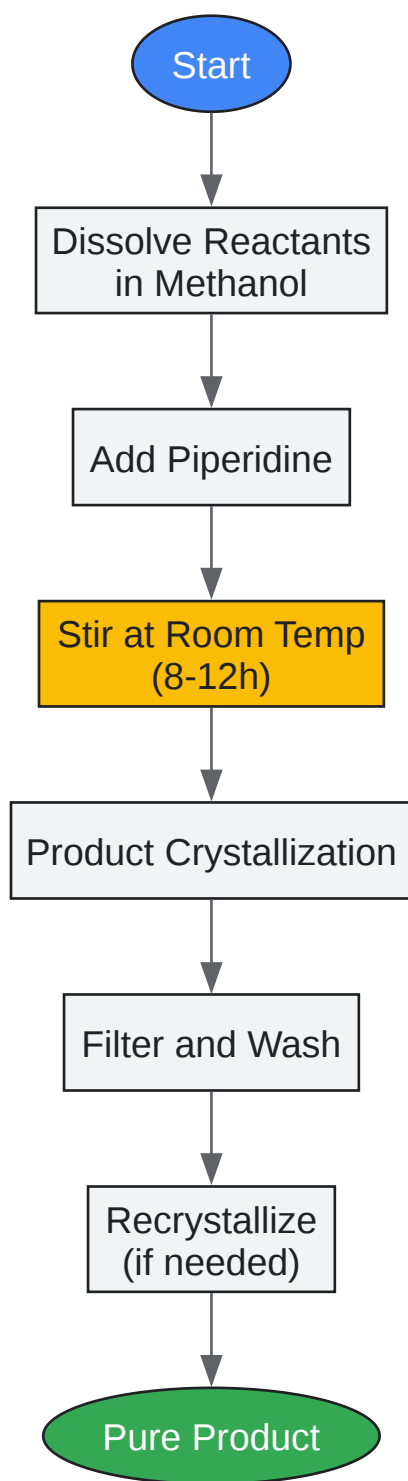 Start
Dissolve Reactants
in Methanol
Add Piperidine
Stir at Room Temp
(8-12h)
Product Crystallization
Filter and Wash
Recrystallize
(if needed)
Pure Product